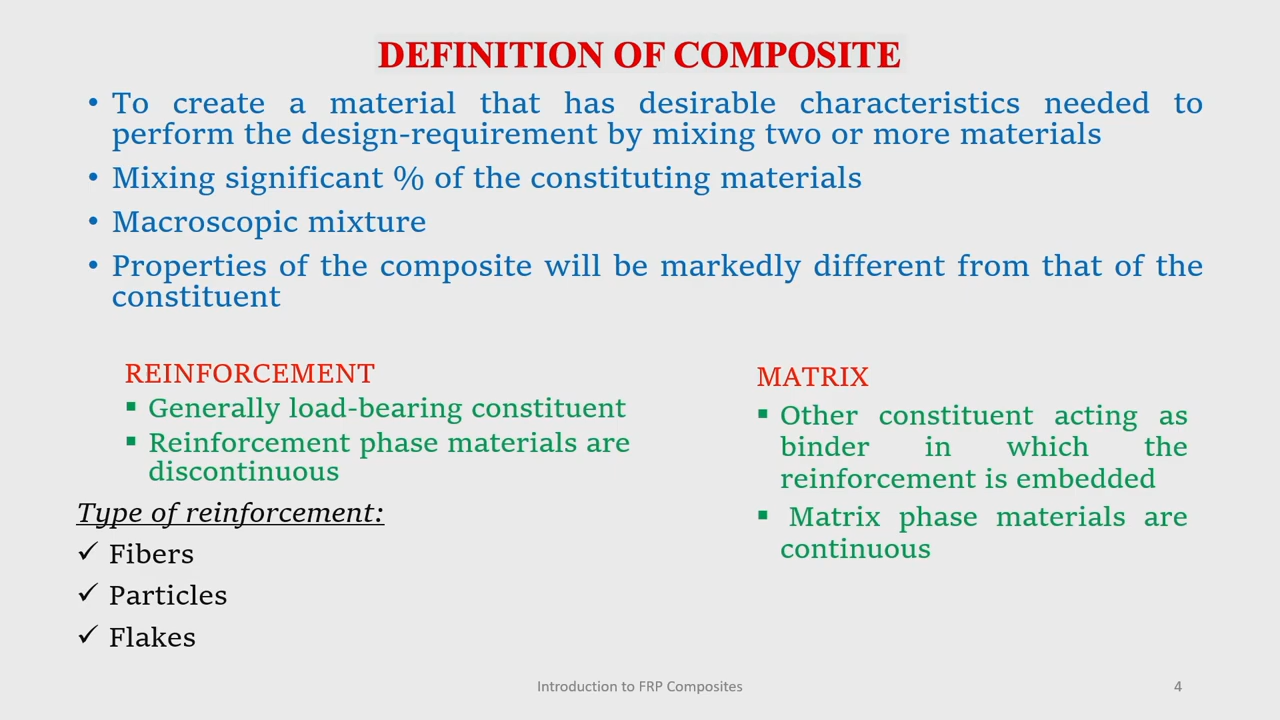 DEFINITION OF COMPOSITE
• To create a material that has desirable characteristics needed to
perform the design-requirement by mixing two or more materials
• Mixing significant % of the constituting materials
• Macroscopic mixture
• Properties of the composite will be markedly different from that of the
constituent
REINFORCEMENT
▪ Generally load-bearing constituent
▪ Reinforcement phase materials are
discontinuous
Type of reinforcement:
✓ Fibers
✓ Particles
✓ Flakes
MATRIX
▪ Other constituent acting as
binder in which the
reinforcement is embedded
▪ Matrix phase materials are
continuous
Introduction to FRP Composites
4